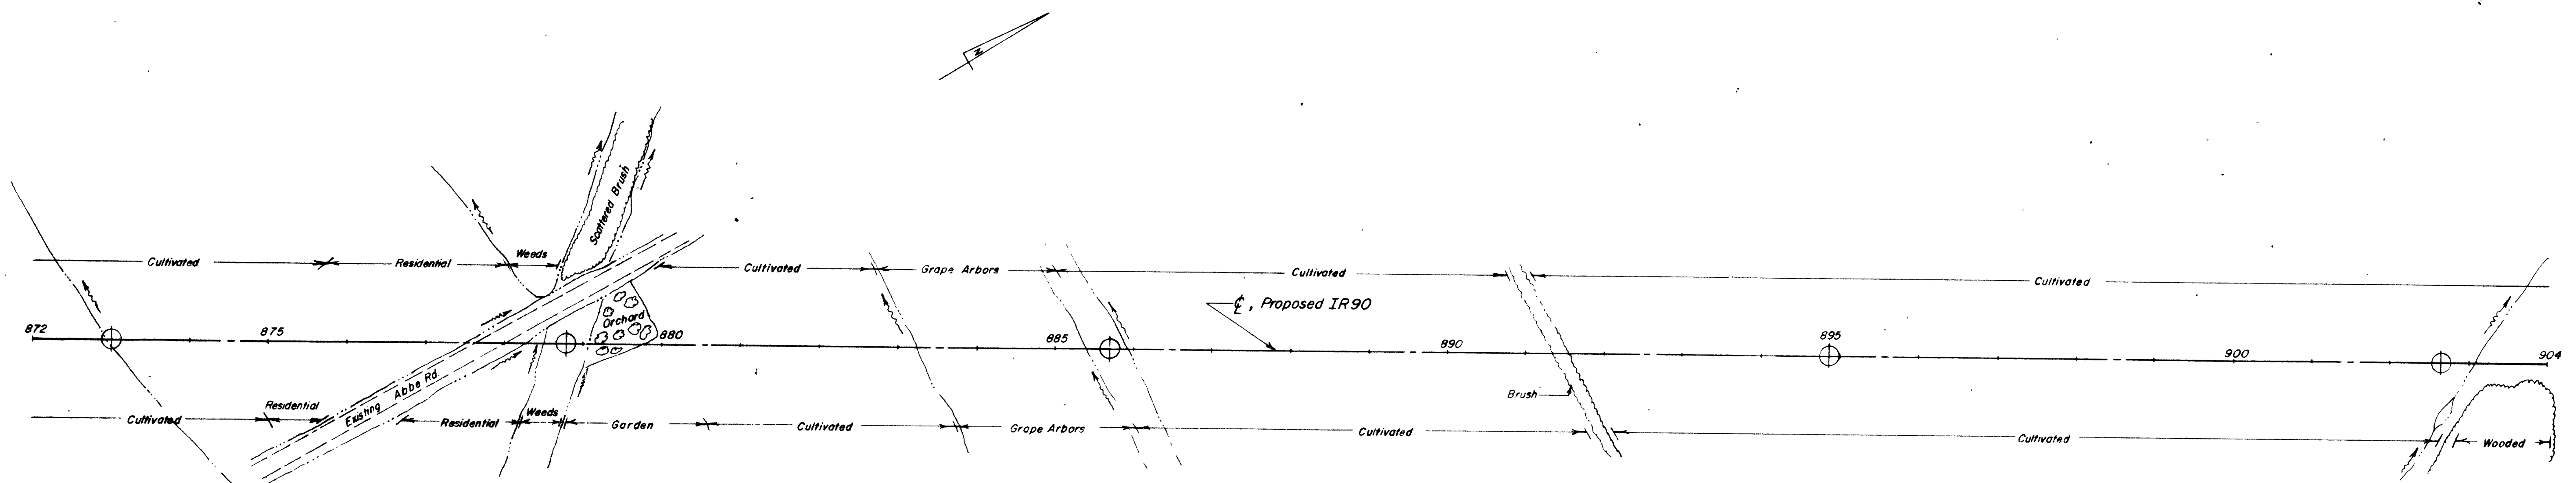 N
Scattered Brush
Cultivated
Residential
Weeds
Cultivated
Grape Arbors
Cultivated
Cultivated
℄, Proposed IR90
Orchard
872
875
880
885
890
895
900
904
Existing Abbe Rd.
Brush
Residential
Cultivated
Residential
Weeds
Garden
Cultivated
Grape Arbors
Cultivated
Cultivated
Wooded